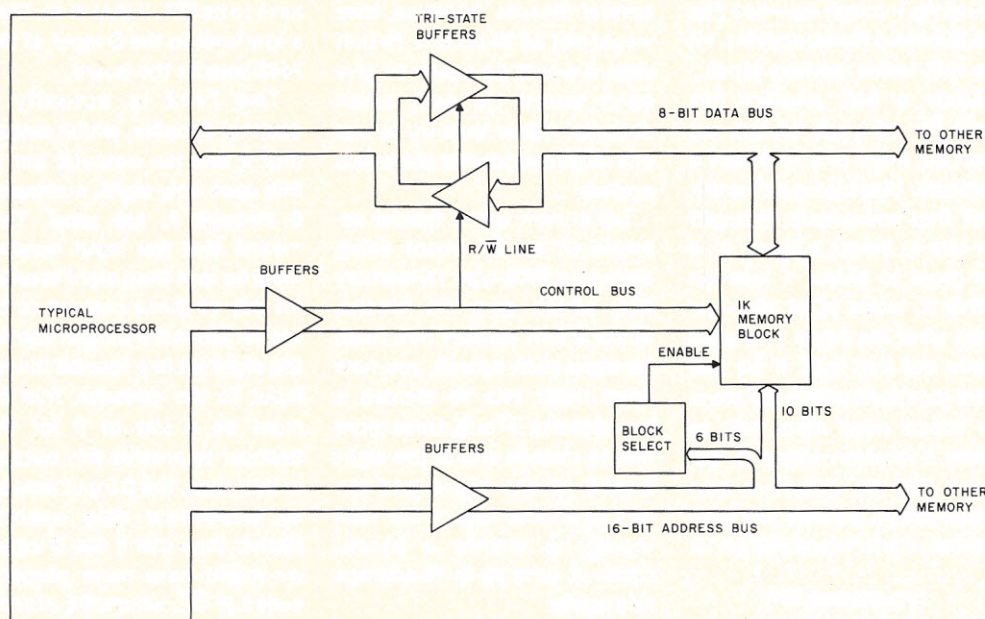 TRI-STATE
BUFFERS
8-BIT DATA BUS
TO OTHER
MEMORY
R/W̅ LINE
BUFFERS
CONTROL BUS
TYPICAL
MICROPROCESSOR
1K
MEMORY
BLOCK
ENABLE
10 BITS
BLOCK
SELECT
6 BITS
BUFFERS
TO OTHER
MEMORY
16-BIT ADDRESS BUS